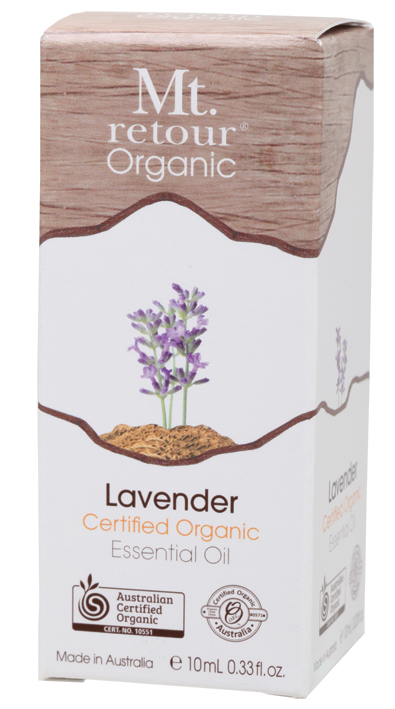 Mt.
retour®
Organic
Lavender
Certified Organic
Essential Oil
Australian
Certified
Organic
CERT. NO. 10551
Certified Organic
Australia
Made in Australia e 10mL 0.33fl.oz.
Lavender
Certified Organic
Essential Oil